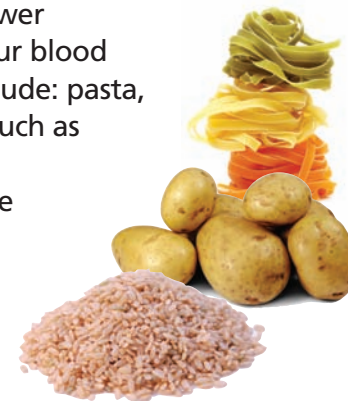 wer
ur blood
ude: pasta,
uch as
e